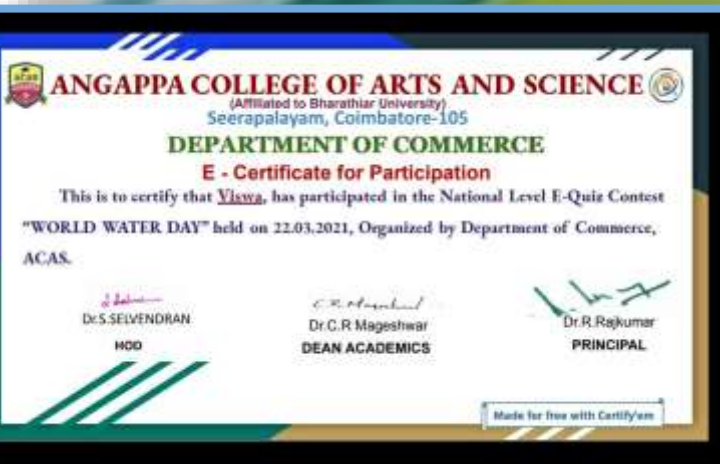 ACAS
ANGAPPA COLLEGE OF ARTS AND SCIENCE
(Affiliated to Bharathiar University)
Seerapalayam, Coimbatore-105
DEPARTMENT OF COMMERCE
E - Certificate for Participation
This is to certify that Viswa, has participated in the National Level E-Quiz Contest
"WORLD WATER DAY" held on 22.03.2021, Organized by Department of Commerce,
ACAS.
Dr.S.SELVENDRAN
HOD
Dr.C.R Mageshwar
DEAN ACADEMICS
Dr.R.Rajkumar
PRINCIPAL
Made for free with Certify'em